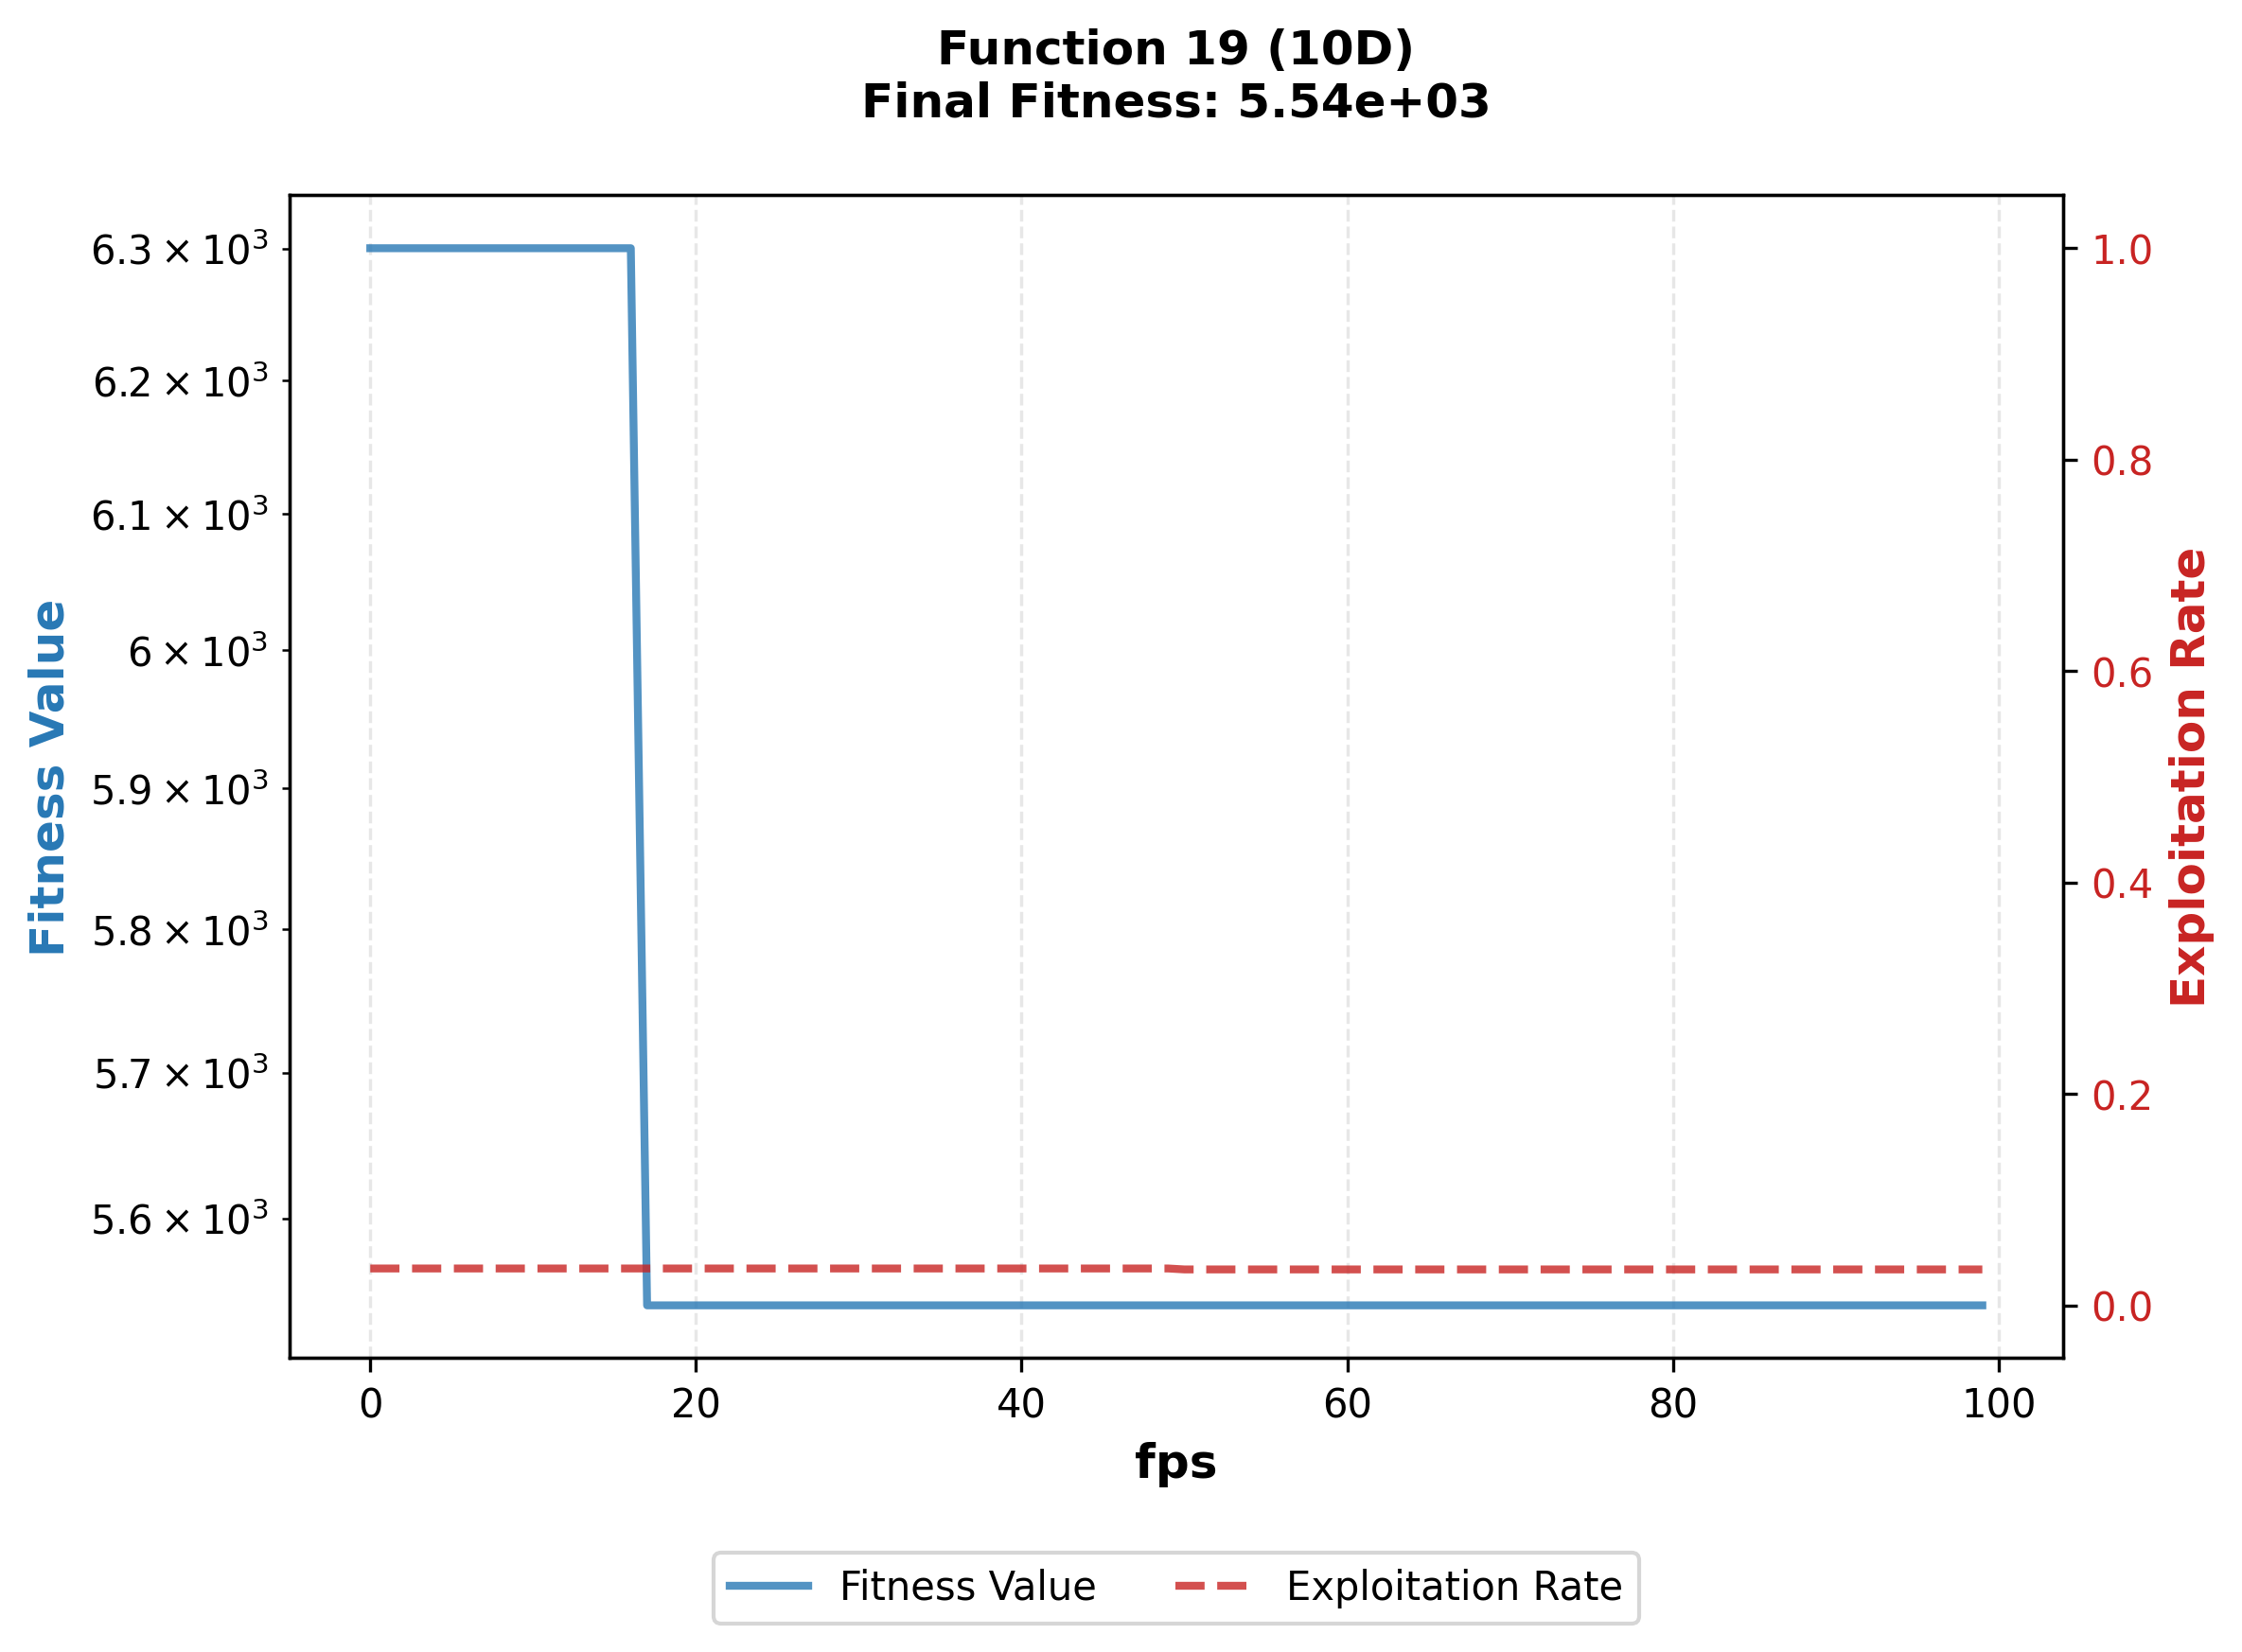 Function 19 (10D)
Final Fitness: 5.54e+03
Fitness Value
6.3 × 10³
6.2 × 10³
6.1 × 10³
6 × 10³
5.9 × 10³
5.8 × 10³
5.7 × 10³
5.6 × 10³
1.0
0.8
0.6
0.4
0.2
0.0
Exploitation Rate
0 20 40 60 80 100
fps
Fitness Value Exploitation Rate